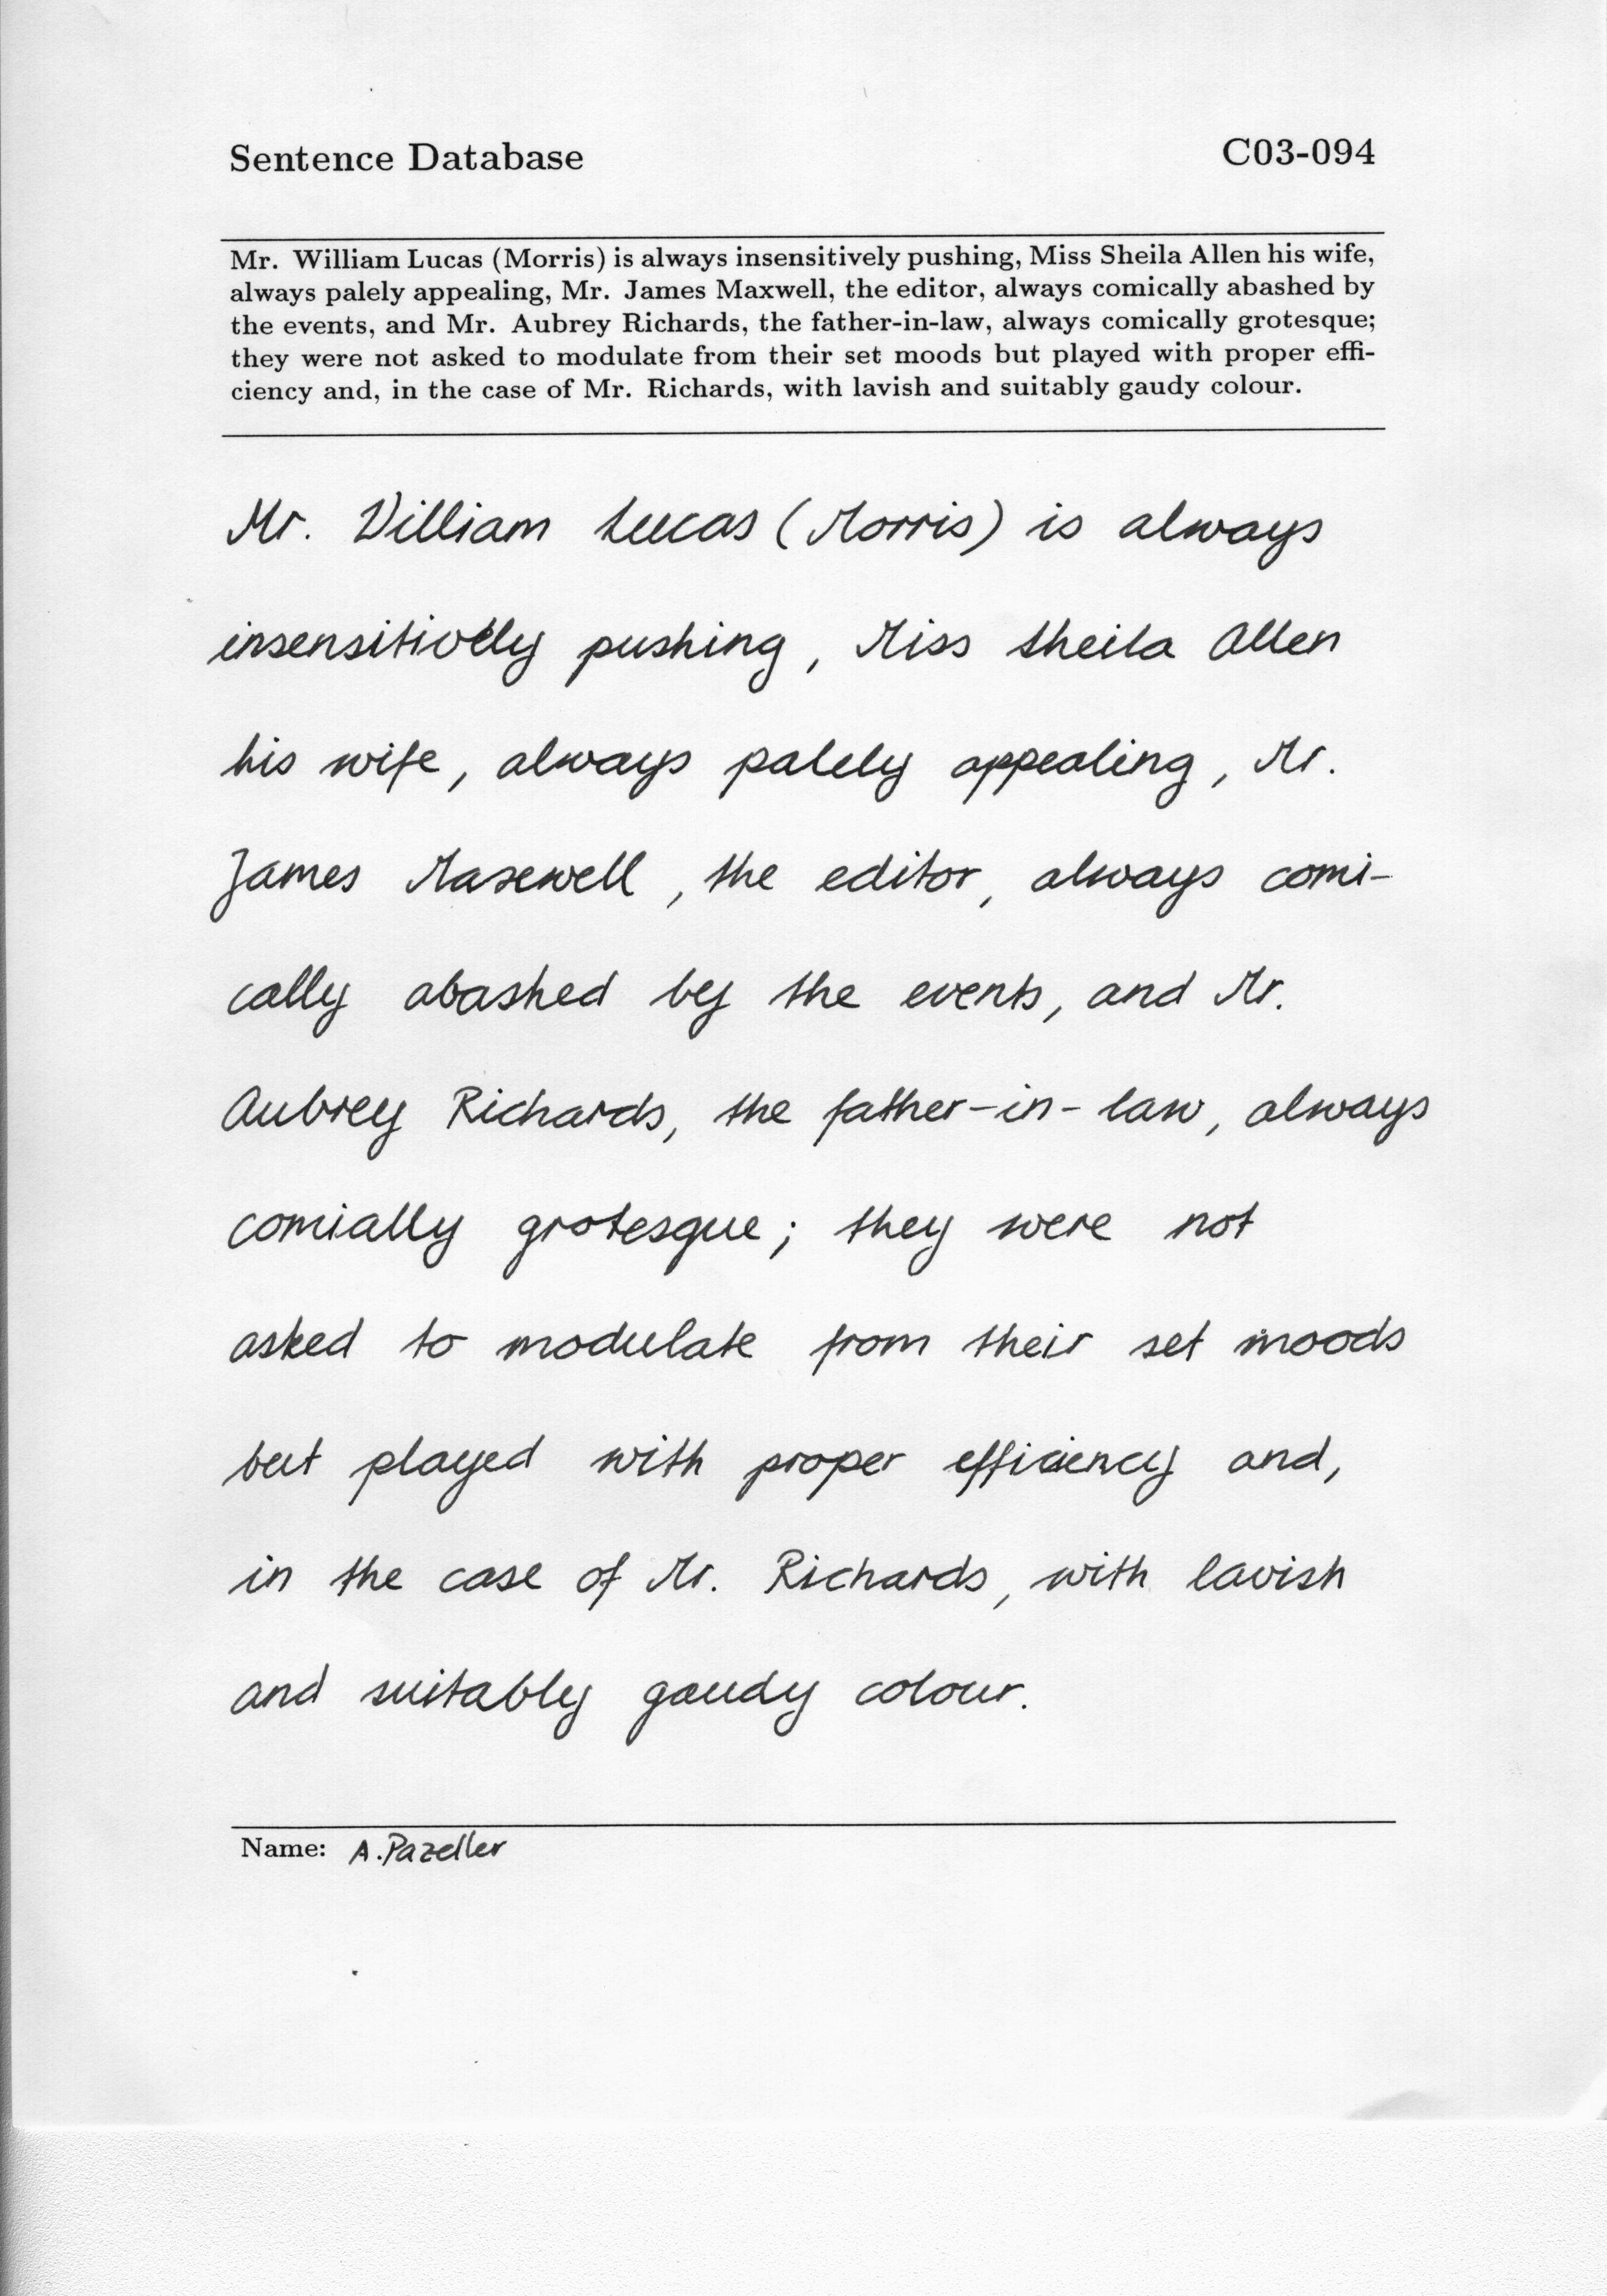 Sentence Database C03-094
Mr. William Lucas (Morris) is always insensitively pushing, Miss Sheila Allen his wife,
always palely appealing, Mr. James Maxwell, the editor, always comically abashed by
the events, and Mr. Aubrey Richards, the father-in-law, always comically grotesque;
they were not asked to modulate from their set moods but played with proper effi-
ciency and, in the case of Mr. Richards, with lavish and suitably gaudy colour.
Mr. William Lucas (Morris) is always
insensitively pushing, Miss Sheila Allen
his wife, always palely appealing, Mr.
James Maxewell, the editor, always comi-
cally abashed by the events, and Mr.
Aubrey Richards, the father-in-law, always
comially grotesque; they were not
asked to modulate from their set moods
but played with proper efficiency and,
in the case of Mr. Richards, with lavish
and suitably gaudy colour.
Name: A. Pazeller